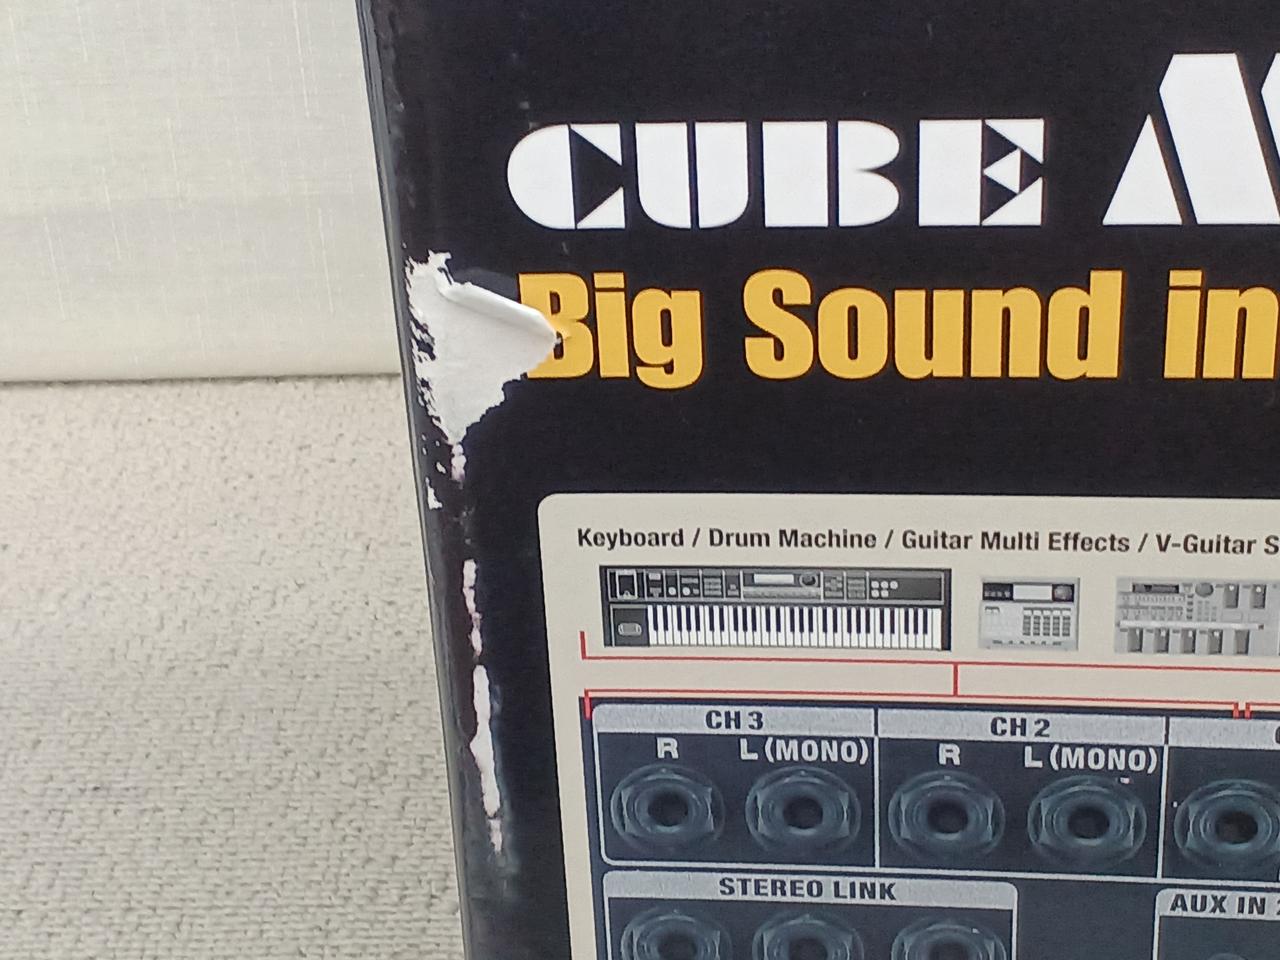 CUBE M
Big Sound in
Keyboard / Drum Machine / Guitar Multi Effects / V-Guitar S
CH 3
CH 2
R L (MONO) R L (MONO)
STEREO LINK
AUX IN